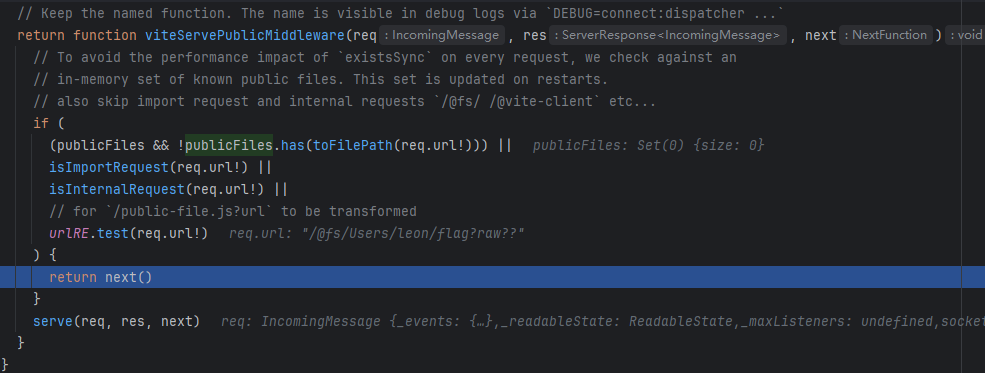 // Keep the named function. The name is visible in debug logs via `DEBUG=connect:dispatcher ...`
return function viteServePublicMiddleware(req : IncomingMessage , res : ServerResponse<IncomingMessage> , next : NextFunction ) : void
// To avoid the performance impact of `existsSync` on every request, we check against an
// in-memory set of known public files. This set is updated on restarts.
// also skip import request and internal requests `/@fs/ /@vite-client` etc...
if (
(publicFiles && !publicFiles.has(toFilePath(req.url!))) || publicFiles: Set(0) {size: 0}
isImportRequest(req.url!) ||
isInternalRequest(req.url!) ||
// for `/public-file.js?url` to be transformed
urlRE.test(req.url!) req.url: "/@fs/Users/leon/flag?raw??"
) {
return next()
}
serve(req, res, next) req: IncomingMessage {_events: {…},_readableState: ReadableState,_maxListeners: undefined,socket
}
}